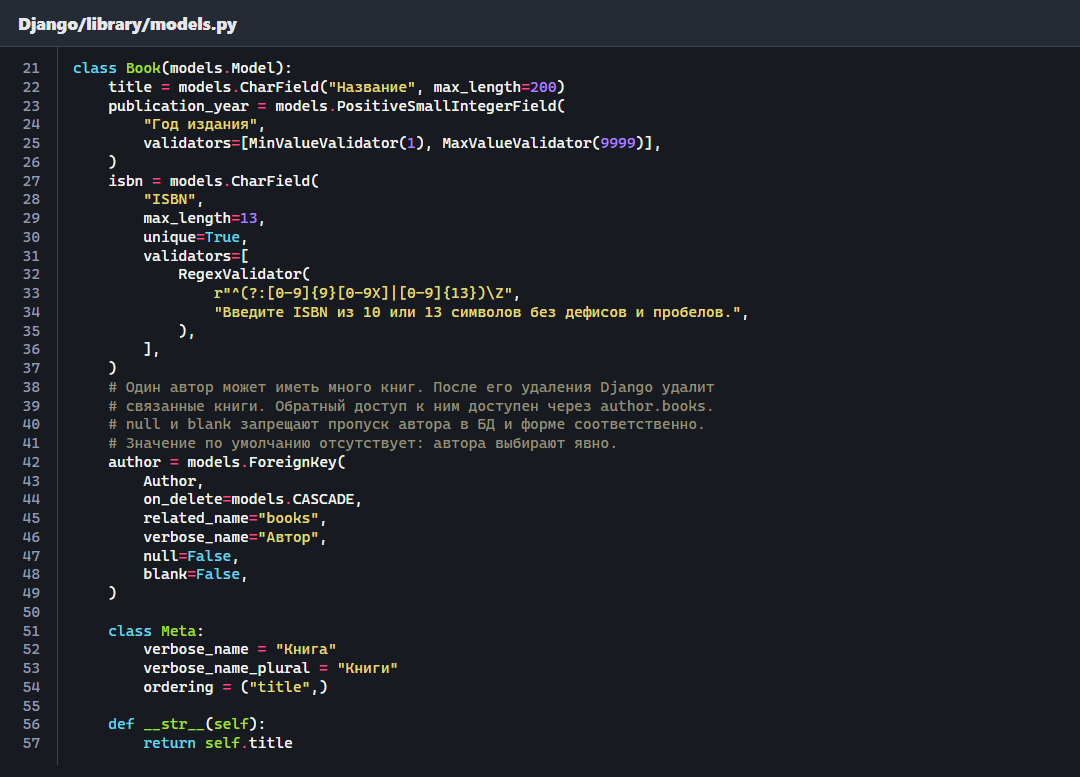 Django/library/models.py
21 class Book(models.Model):
22     title = models.CharField("Название", max_length=200)
23     publication_year = models.PositiveSmallIntegerField(
24         "Год издания",
25         validators=[MinValueValidator(1), MaxValueValidator(9999)],
26     )
27     isbn = models.CharField(
28         "ISBN",
29         max_length=13,
30         unique=True,
31         validators=[
32             RegexValidator(
33                 r"^(?:[0-9]{9}[0-9X]|[0-9]{13})\Z",
34                 "Введите ISBN из 10 или 13 символов без дефисов и пробелов.",
35             ),
36         ],
37     )
38     # Один автор может иметь много книг. После его удаления Django удалит
39     # связанные книги. Обратный доступ к ним доступен через author.books.
40     # null и blank запрещают пропуск автора в БД и форме соответственно.
41     # Значение по умолчанию отсутствует: автора выбирают явно.
42     author = models.ForeignKey(
43         Author,
44         on_delete=models.CASCADE,
45         related_name="books",
46         verbose_name="Автор",
47         null=False,
48         blank=False,
49     )
50
51     class Meta:
52         verbose_name = "Книга"
53         verbose_name_plural = "Книги"
54         ordering = ("title",)
55
56     def __str__(self):
57         return self.title